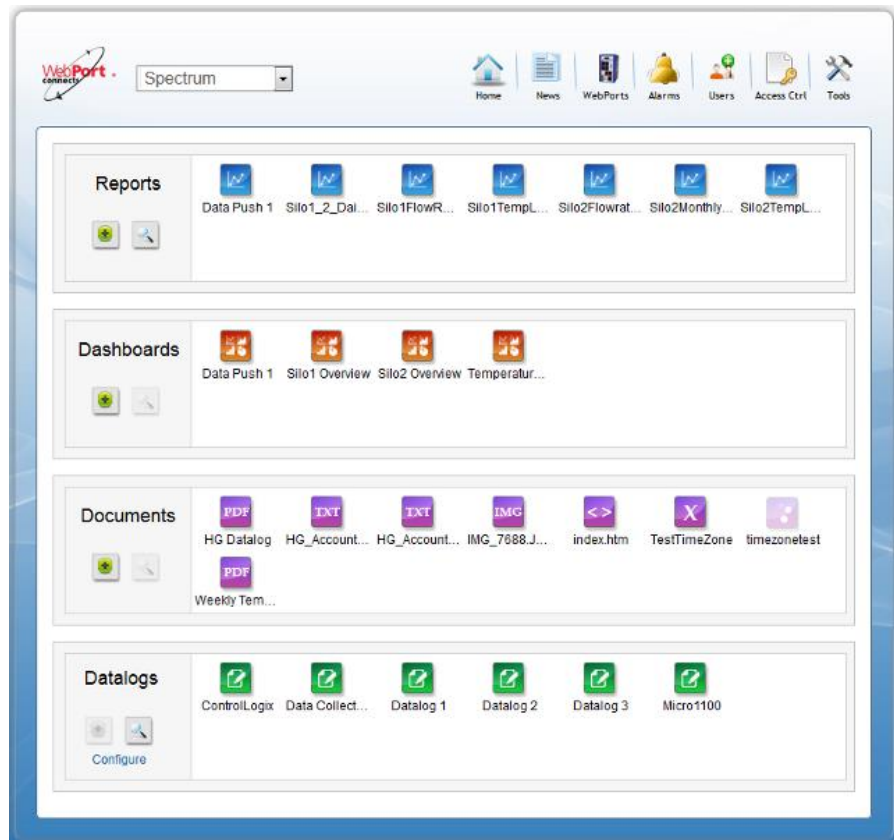 WebPort.
connects
Spectrum
Home News WebPorts Alarms Users Access Ctrl Tools
Reports
Data Push 1 Silo1_2_Dai... Silo1FlowR... Silo1TempL... Silo2Flowrat... Silo2Monthly... Silo2TempL...
Dashboards
Data Push 1 Silo1 Overview Silo2 Overview Temperatur...
Documents
PDF TXT TXT IMG <> X
HG Datalog HG_Account... HG_Account... IMG_7688.J... index.htm TestTimeZone timezonetest
PDF
Weekly Tem...
Datalogs
ControlLogix Data Collect... Datalog 1 Datalog 2 Datalog 3 Micro1100
Configure